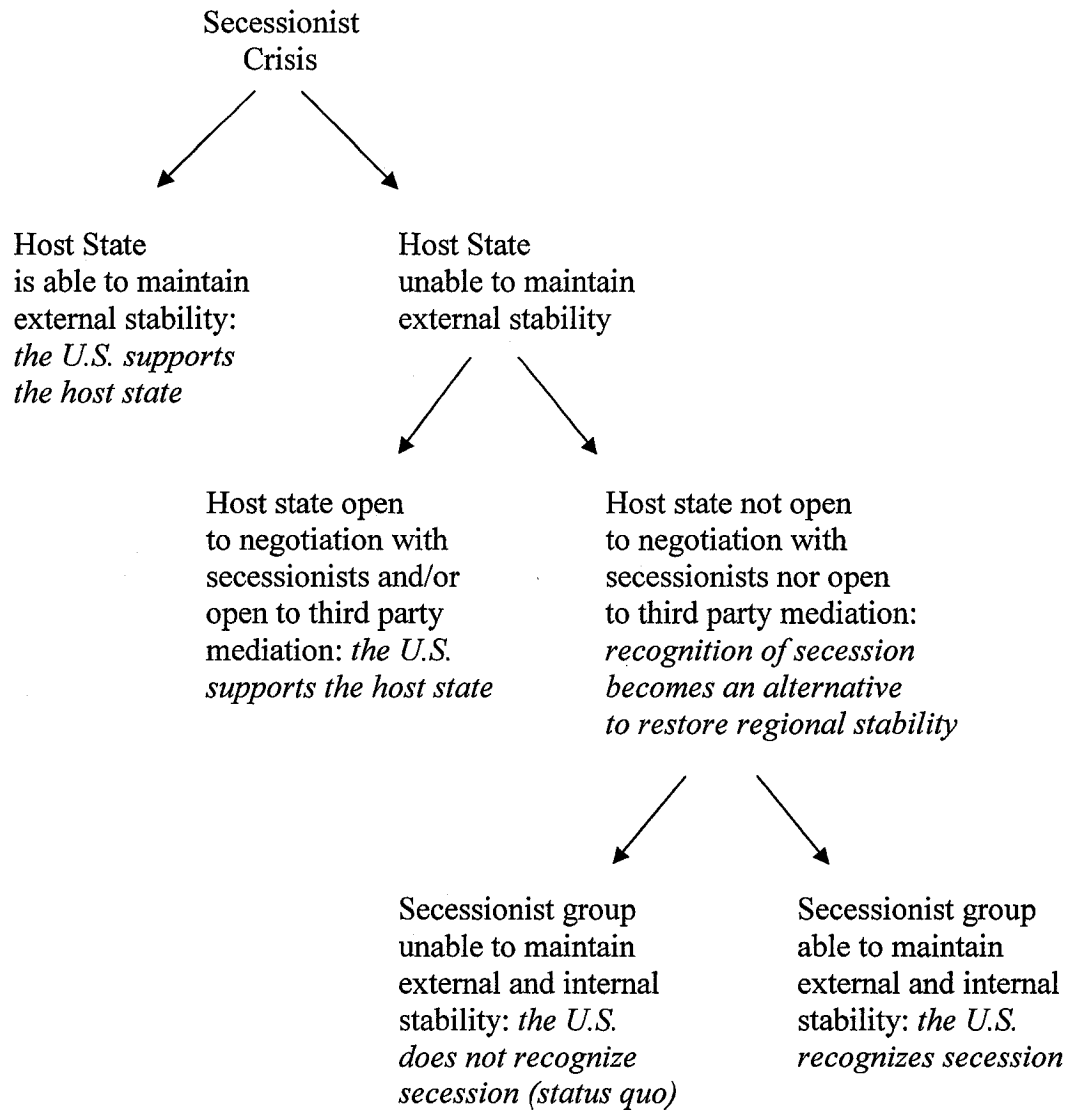 Secessionist
Crisis
Host State
is able to maintain
external stability:
the U.S. supports
the host state
Host State
unable to maintain
external stability
Host state open
to negotiation with
secessionists and/or
open to third party
mediation: the U.S.
supports the host state
Host state not open
to negotiation with
secessionists nor open
to third party mediation:
recognition of secession
becomes an alternative
to restore regional stability
Secessionist group
unable to maintain
external and internal
stability: the U.S.
does not recognize
secession (status quo)
Secessionist group
able to maintain
external and internal
stability: the U.S.
recognizes secession